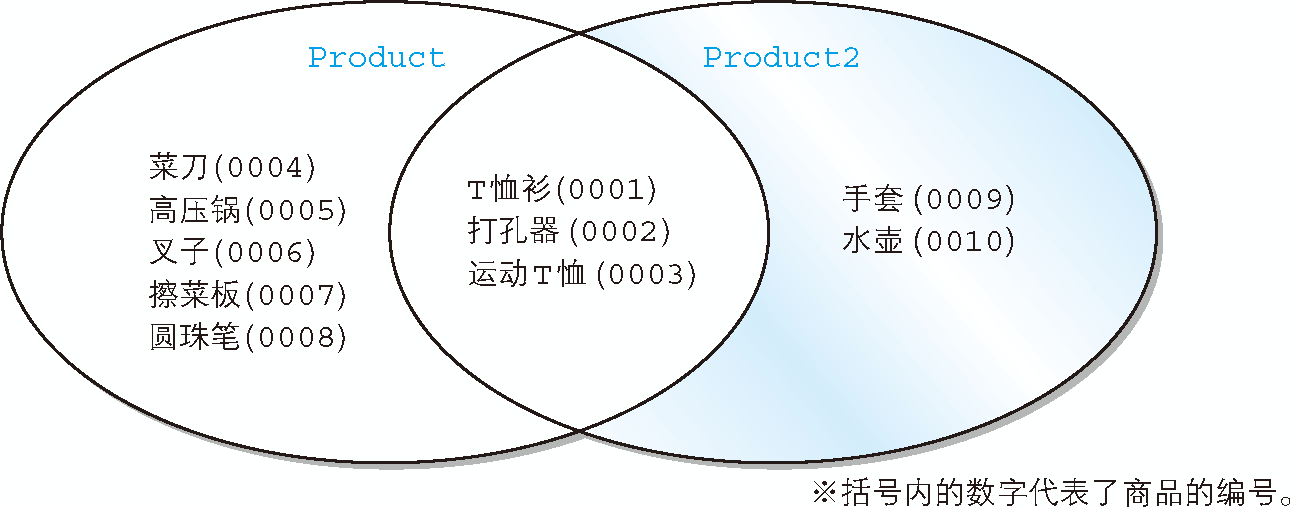 Product
Product2
菜刀(0004)
高压锅(0005)
叉子(0006)
擦菜板(0007)
圆珠笔(0008)
T恤衫(0001)
打孔器(0002)
运动T恤(0003)
手套(0009)
水壶(0010)
※括号内的数字代表了商品的编号。